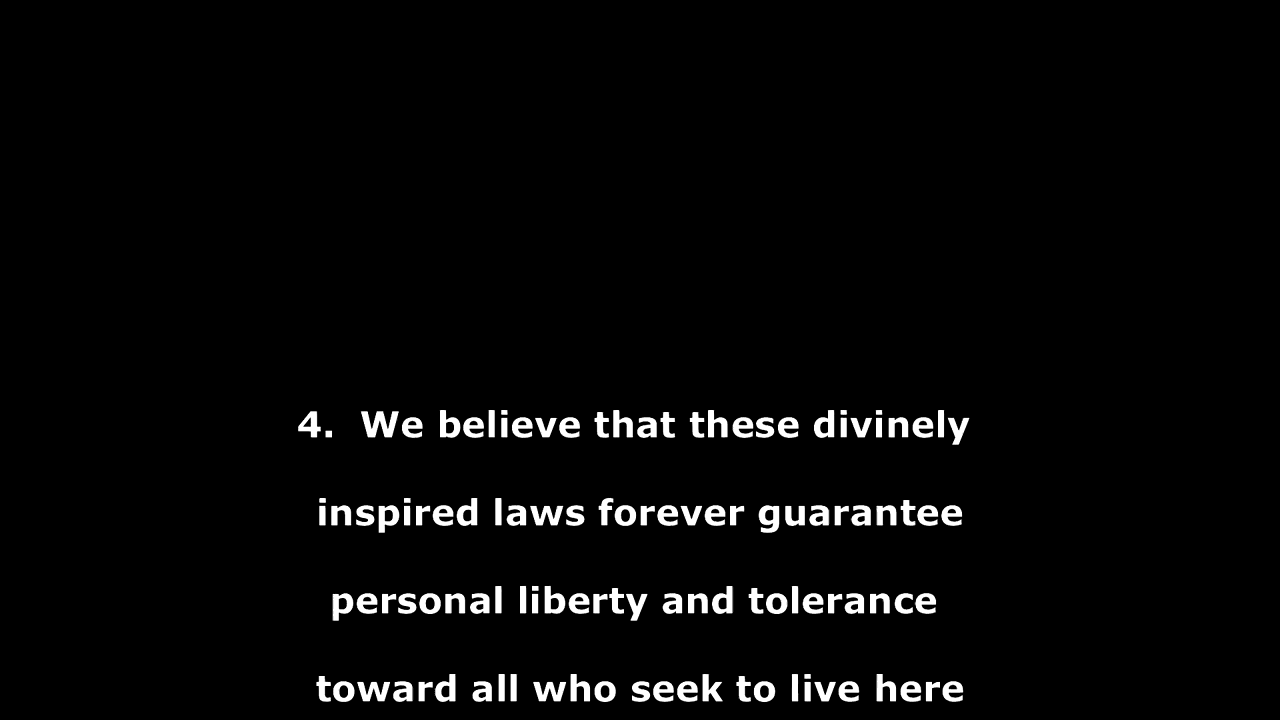 4.  We believe that these divinely
inspired laws forever guarantee
personal liberty and tolerance
toward all who seek to live here